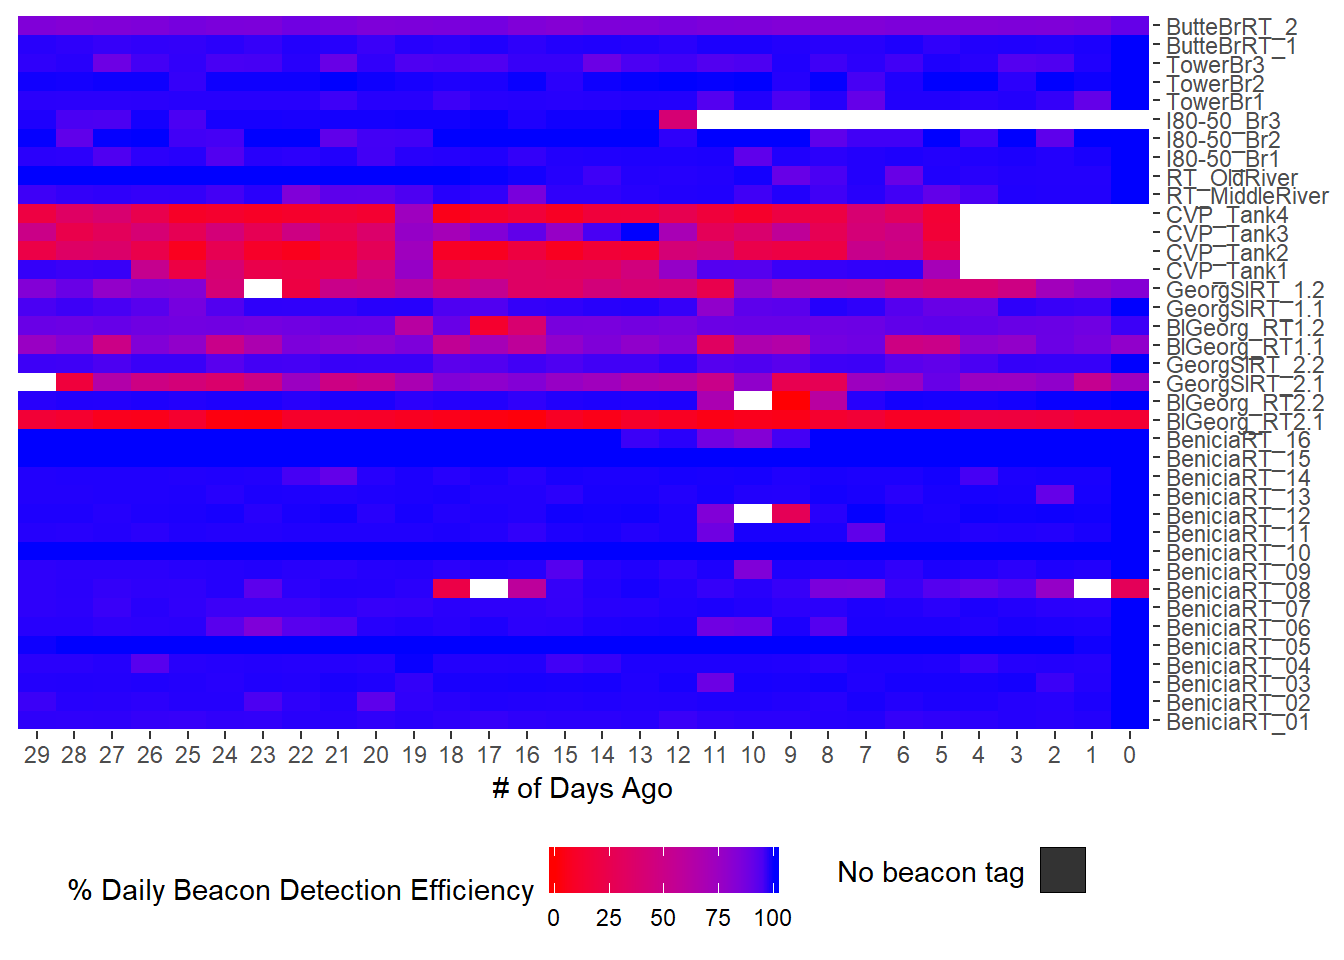 ButteBrRT_2
ButteBrRT_1
TowerBr3
TowerBr2
TowerBr1
I80-50_Br3
I80-50_Br2
I80-50_Br1
RT_OldRiver
RT_MiddleRiver
CVP_Tank4
CVP_Tank3
CVP_Tank2
CVP_Tank1
GeorgSlRT_1.2
GeorgSlRT_1.1
BlGeorg_RT1.2
BlGeorg_RT1.1
GeorgSlRT_2.2
GeorgSlRT_2.1
BlGeorg_RT2.2
BlGeorg_RT2.1
BeniciaRT_16
BeniciaRT_15
BeniciaRT_14
BeniciaRT_13
BeniciaRT_12
BeniciaRT_11
BeniciaRT_10
BeniciaRT_09
BeniciaRT_08
BeniciaRT_07
BeniciaRT_06
BeniciaRT_05
BeniciaRT_04
BeniciaRT_03
BeniciaRT_02
BeniciaRT_01
29 28 27 26 25 24 23 22 21 20 19 18 17 16 15 14 13 12 11 10 9 8 7 6 5 4 3 2 1 0
# of Days Ago
% Daily Beacon Detection Efficiency
0 25 50 75 100
No beacon tag